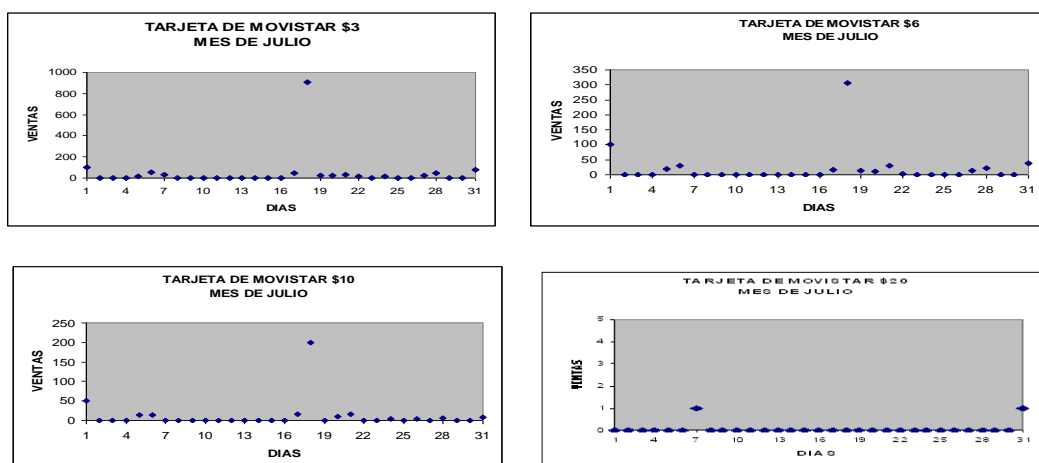 TARJETA DE MOVISTAR $3
MES DE JULIO
VENTAS
1000
800
600
400
200
0
1 4 7 10 13 16 19 22 25 28 31
DIAS
TARJETA DE MOVISTAR $6
MES DE JULIO
VENTAS
350
300
250
200
150
100
50
0
1 4 7 10 13 16 19 22 25 28 31
DIAS
TARJETA DE MOVISTAR $10
MES DE JULIO
VENTAS
250
200
150
100
50
0
1 4 7 10 13 16 19 22 25 28 31
DIAS
TARJETA DE MOVISTAR $20
MES DE JULIO
VENTAS
5
4
3
2
1
0
1 4 7 10 13 16 19 22 25 28 31
DIAS